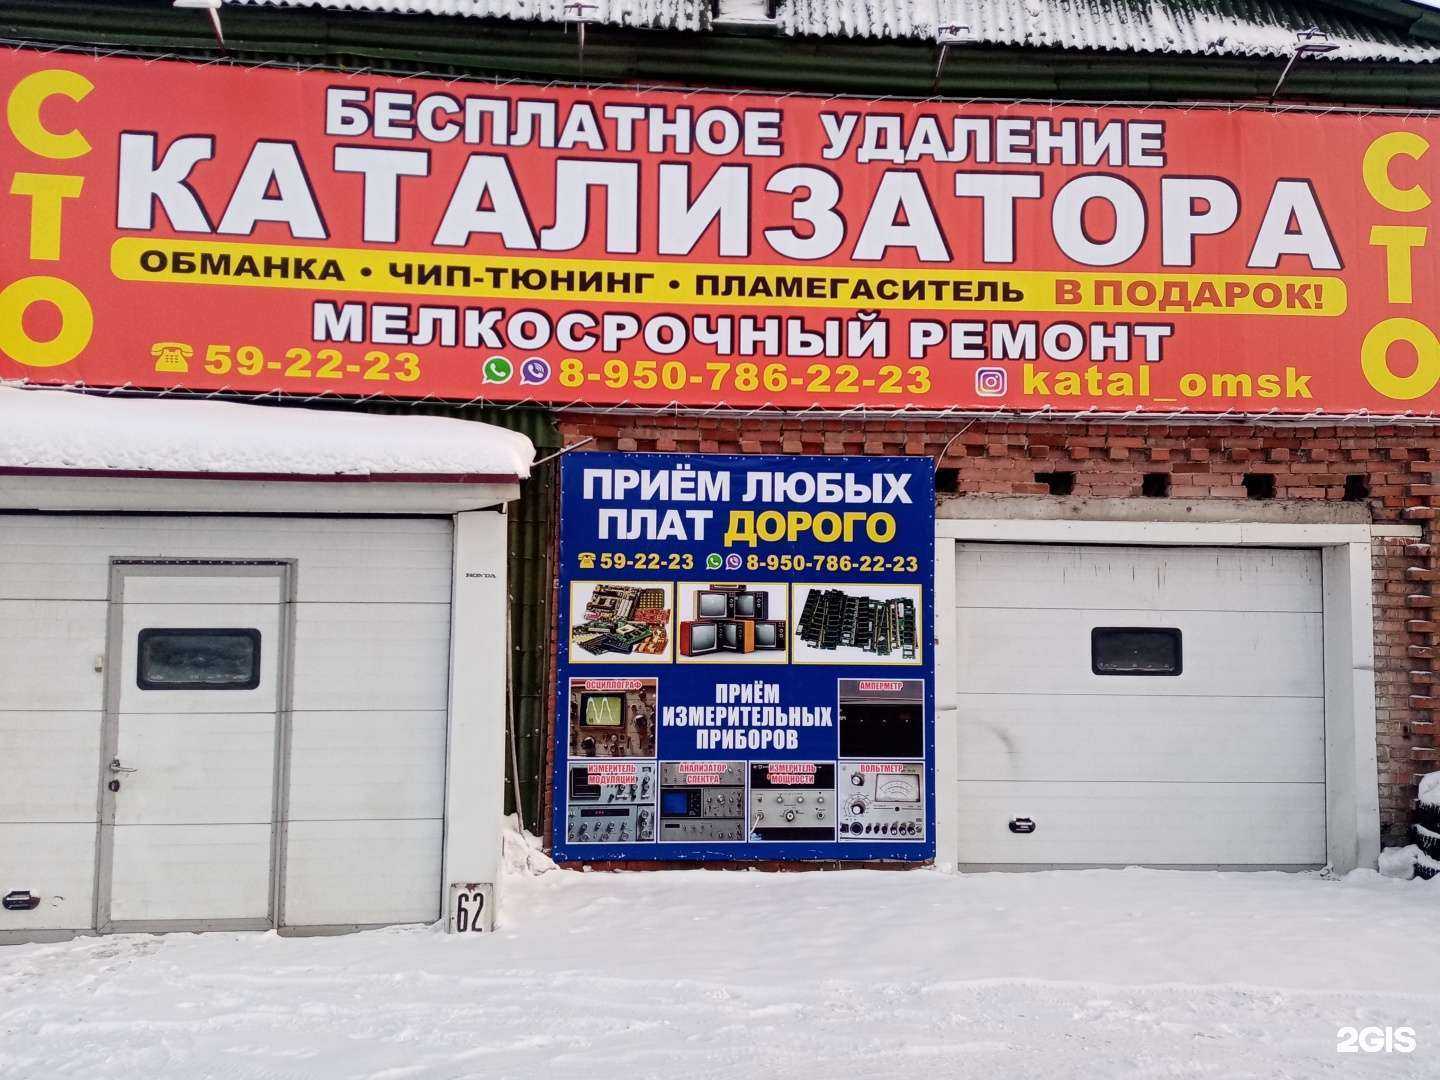 СТО
БЕСПЛАТНОЕ УДАЛЕНИЕ
КАТАЛИЗАТОРА
ОБМАНКА • ЧИП-ТЮНИНГ • ПЛАМЕГАСИТЕЛЬ В ПОДАРОК!
МЕЛКОСРОЧНЫЙ РЕМОНТ
59-22-23 8-950-786-22-23 katal_omsk
СТО
ПРИЁМ ЛЮБЫХ
ПЛАТ ДОРОГО
59-22-23 8-950-786-22-23
ОСЦИЛЛОГРАФ
ПРИЁМ
ИЗМЕРИТЕЛЬНЫХ
ПРИБОРОВ
АМПЕРМЕТР
ИЗМЕРИТЕЛЬ
МОДУЛЯЦИИ
АНАЛИЗАТОР
СПЕКТРА
ИЗМЕРИТЕЛЬ
МОЩНОСТИ
ВОЛЬТМЕТР
HONDA
62
2GIS